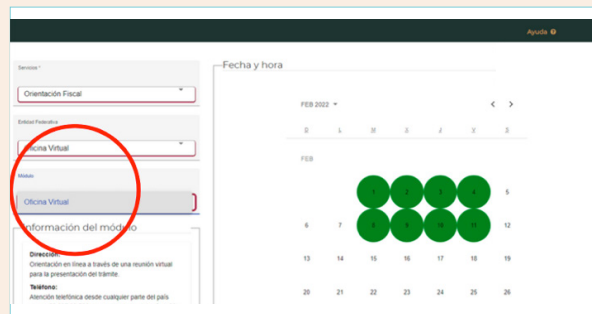 Ayuda
Servicio *
Orientación Fiscal
Entidad Federativa
Oficina Virtual
Módulo
Oficina Virtual
Información del módulo
Dirección:
Orientación en línea a través de una reunión virtual
para la presentación del trámite.
Teléfono:
Atención telefónica desde cualquier parte del país
Fecha y hora
FEB 2022
D L M M J V S
FEB
1 2 3 4 5
6 7 8 9 10 11 12
13 14 15 16 17 18 19
20 21 22 23 24 25 26